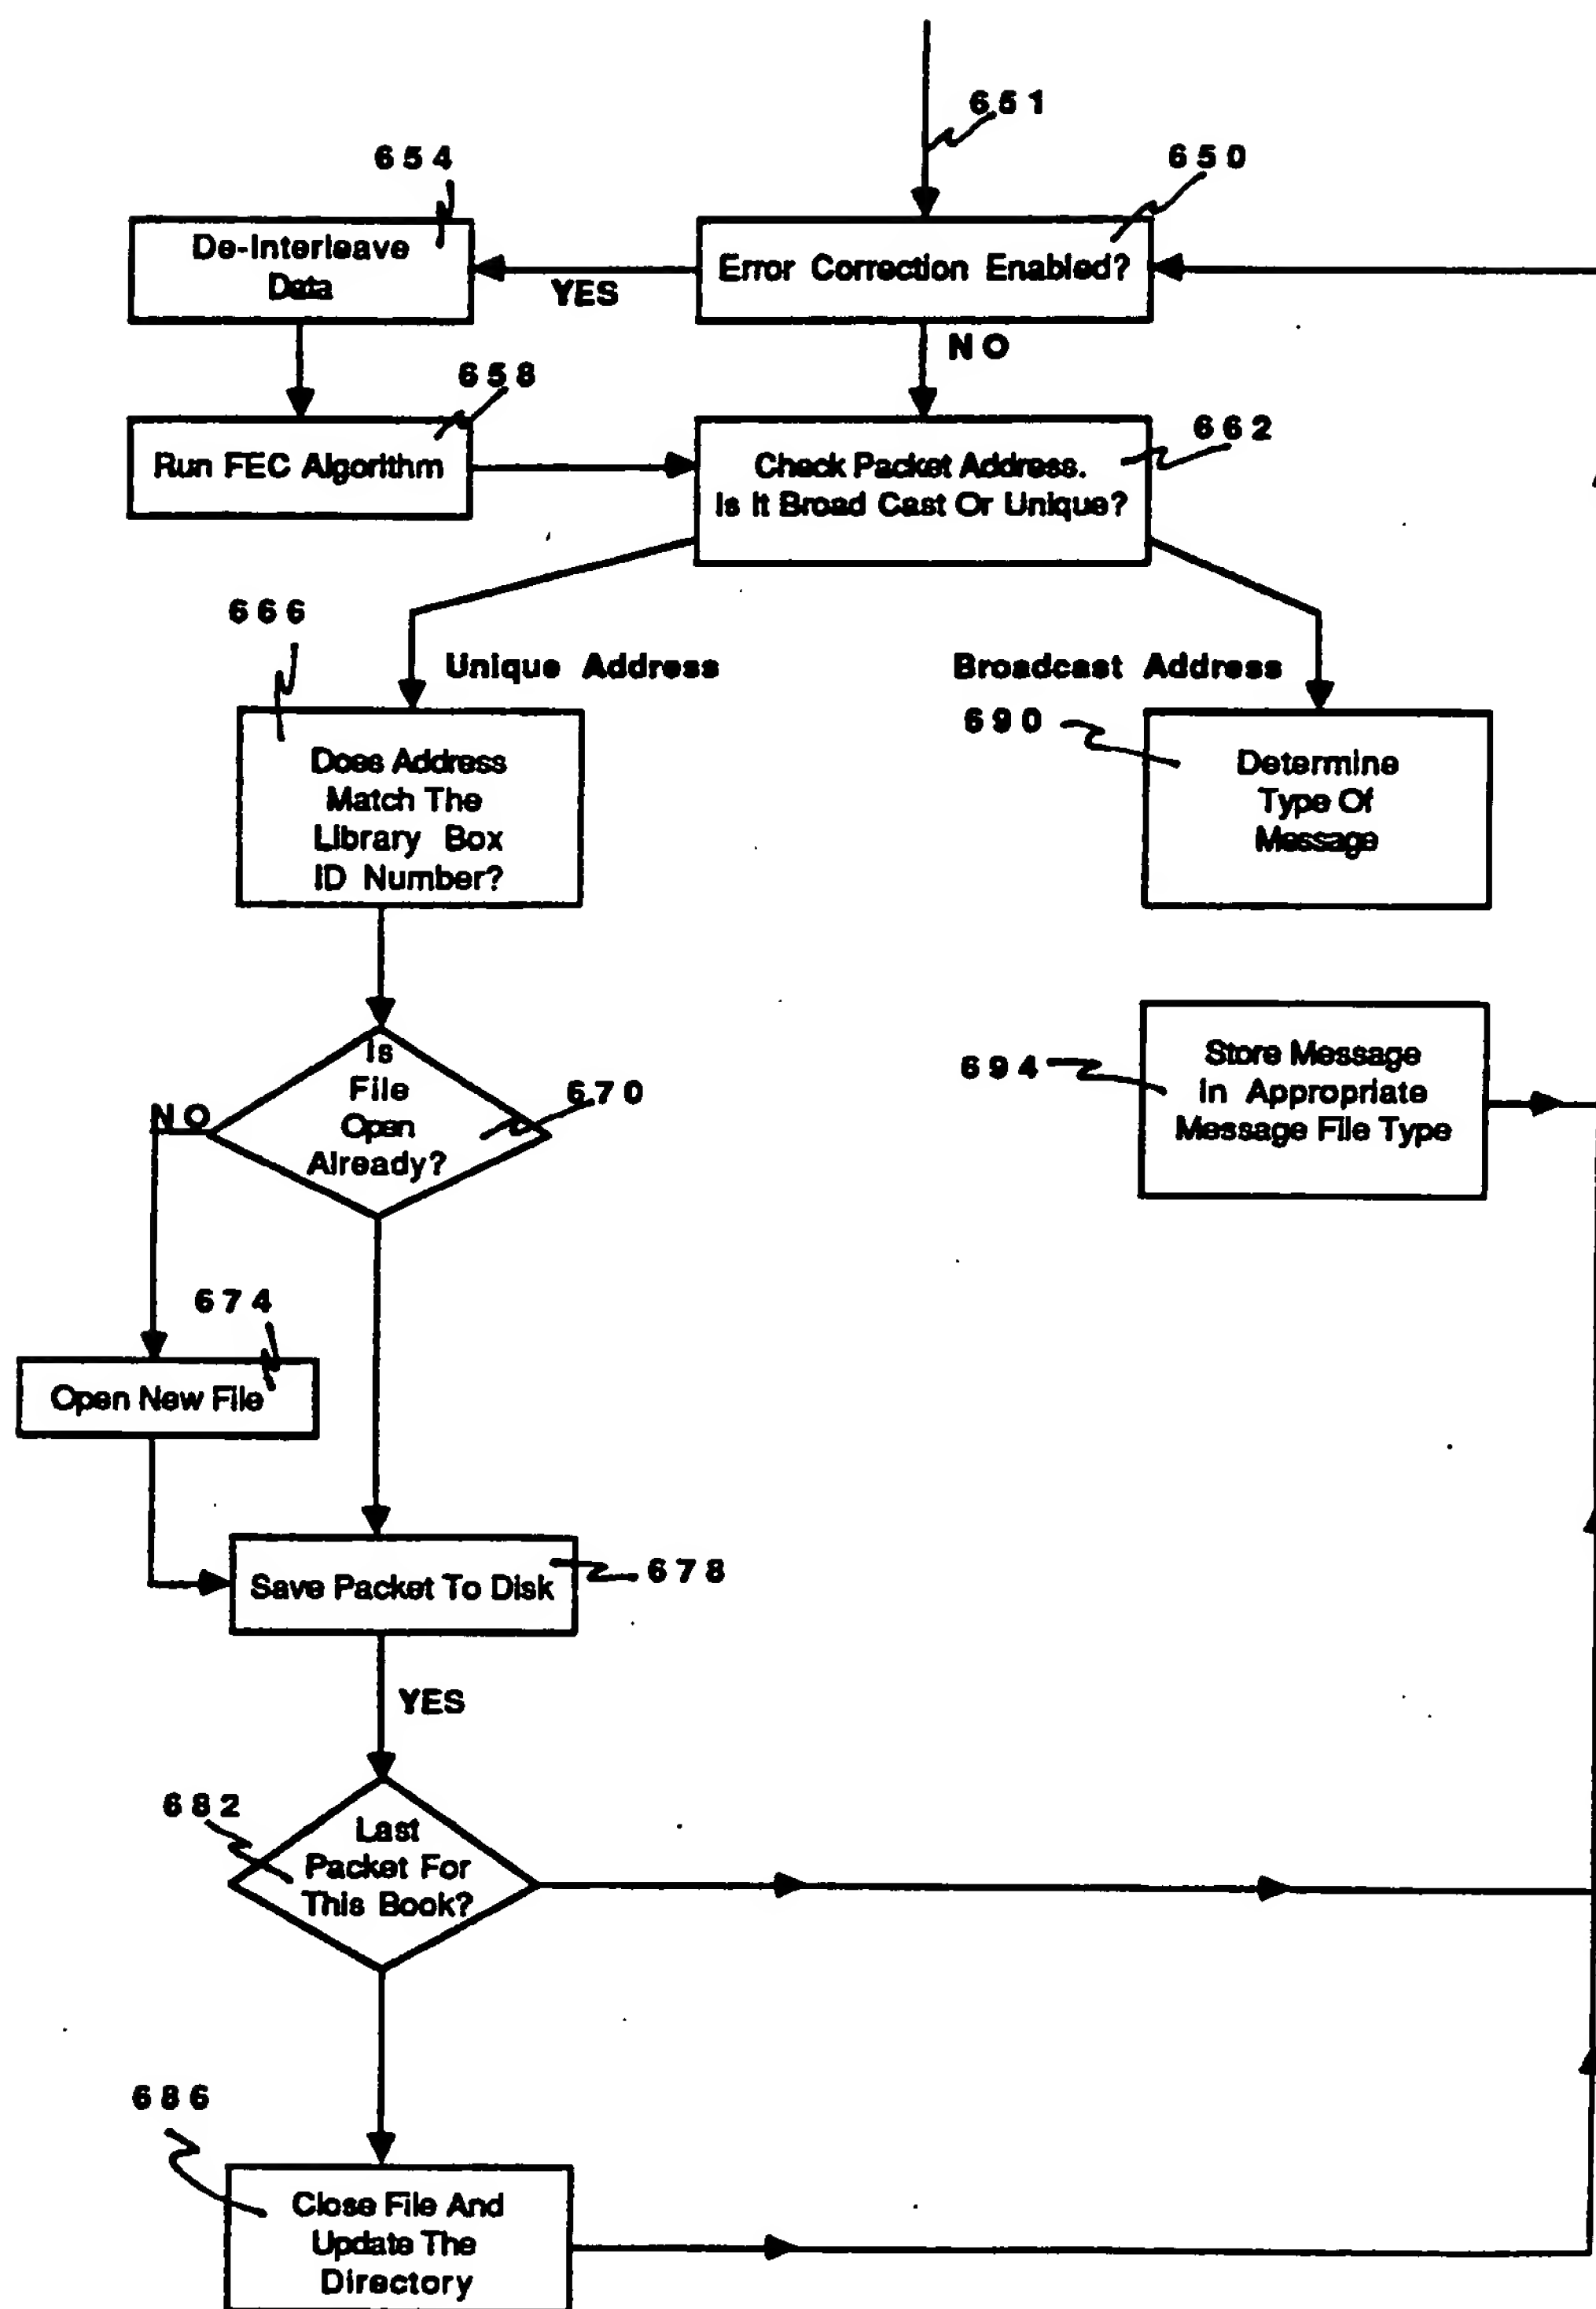 651
654
650
De-Interleave
Data
YES
Error Correction Enabled?
NO
658
662
Run FEC Algorithm
Check Packet Address.
Is It Broad Cast Or Unique?
666
Unique Address
Broadcast Address
690
Does Address
Match The
Library Box
ID Number?
Determine
Type Of
Message
Is
File
Open
Already?
NO
670
694
Store Message
In Appropriate
Message File Type
674
Open New File
Save Packet To Disk
678
YES
682
Last
Packet For
This Book?
686
Close File And
Update The
Directory